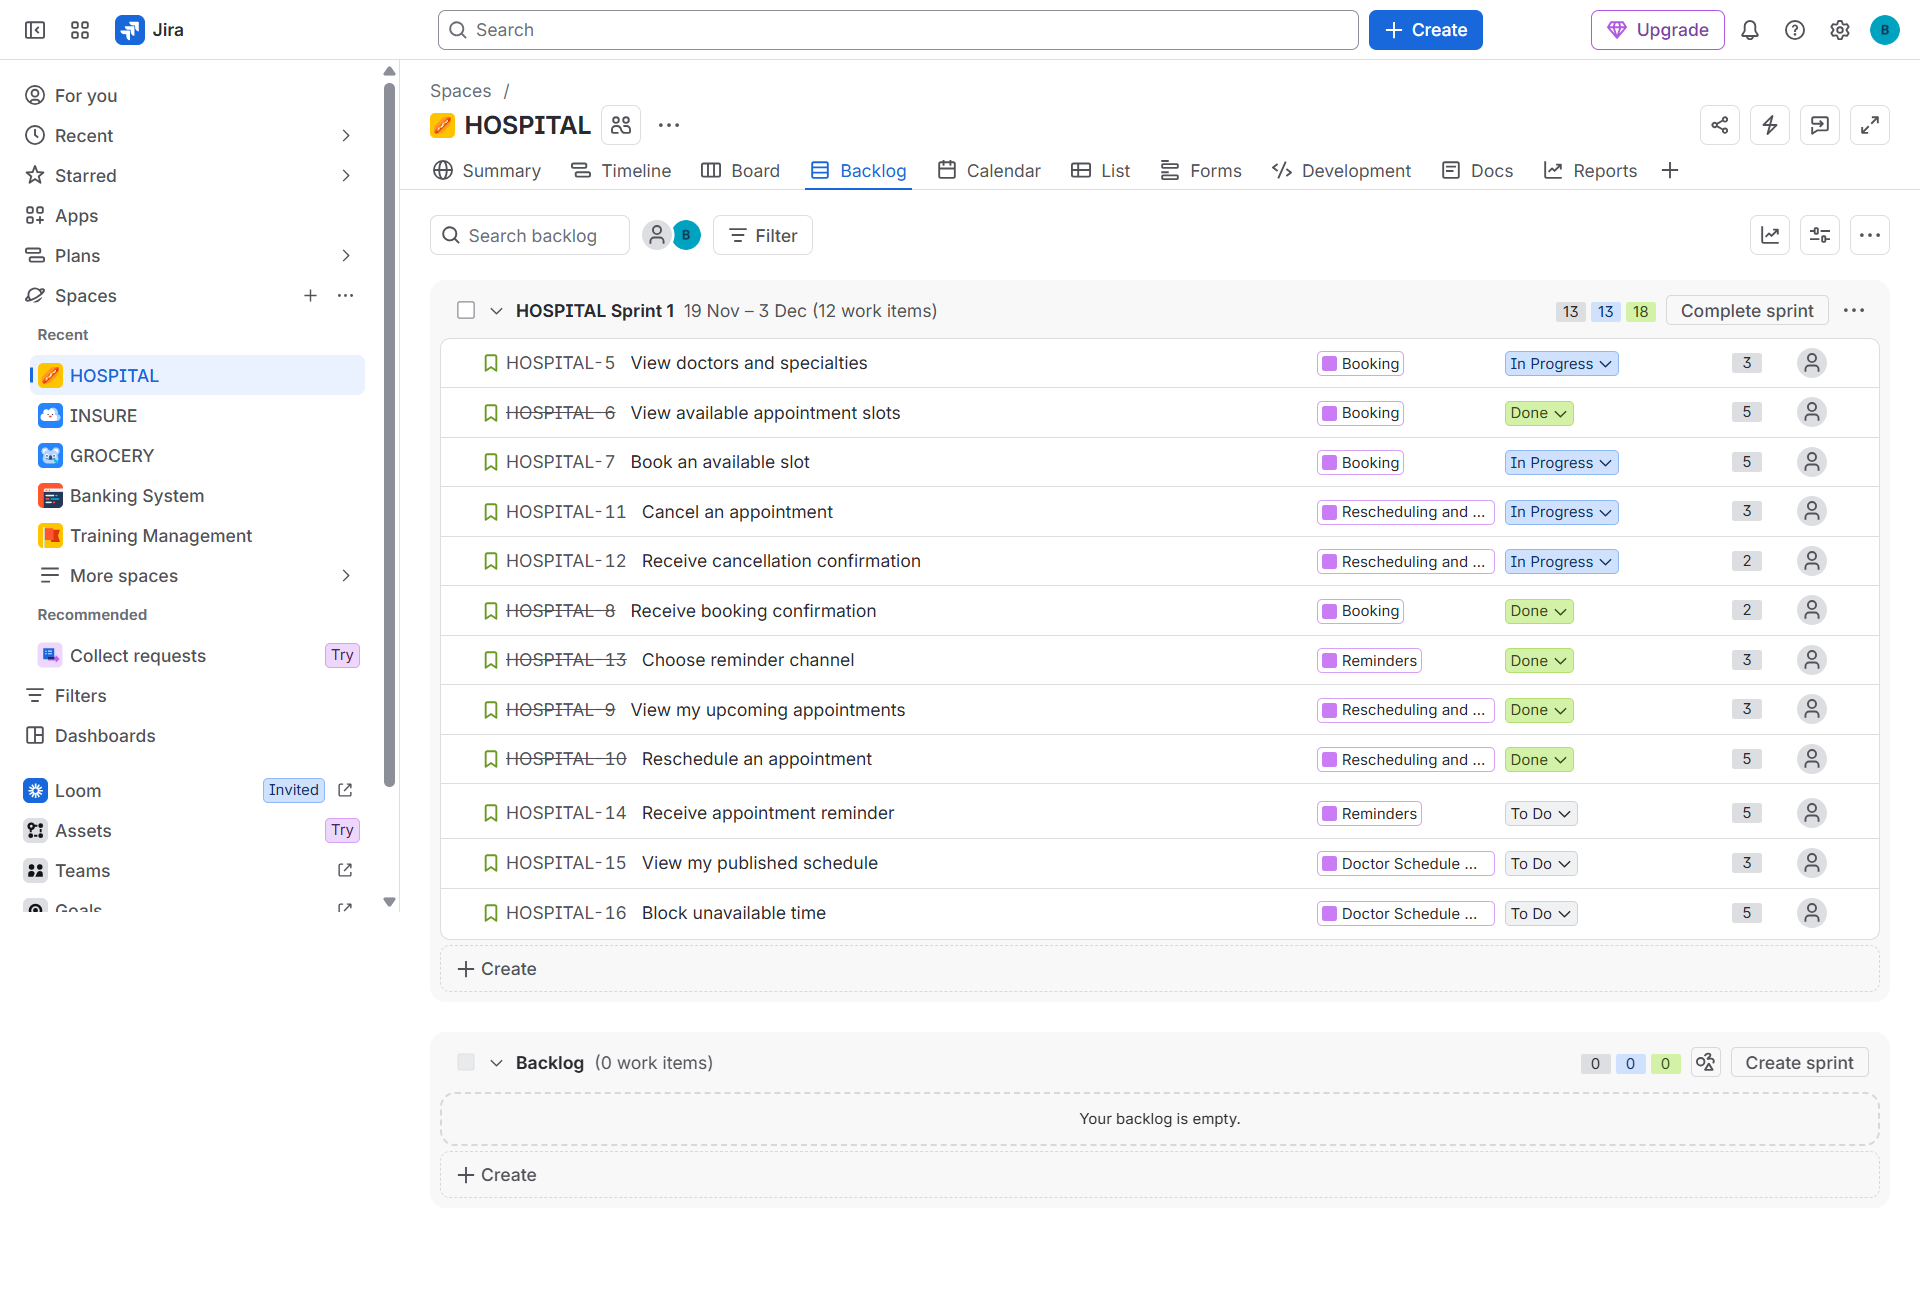 Jira
Search
Create
Upgrade
B
For you
Recent
Starred
Apps
Plans
Spaces
Recent
HOSPITAL
INSURE
GROCERY
Banking System
Training Management
More spaces
Recommended
Collect requests Try
Filters
Dashboards
Loom Invited
Assets Try
Teams
Goals
Spaces /
HOSPITAL
Summary Timeline Board Backlog Calendar List Forms Development Docs Reports
Search backlog B Filter
HOSPITAL Sprint 1 19 Nov – 3 Dec (12 work items) 13 13 18 Complete sprint
HOSPITAL-5 View doctors and specialties Booking In Progress 3
HOSPITAL-6 View available appointment slots Booking Done 5
HOSPITAL-7 Book an available slot Booking In Progress 5
HOSPITAL-11 Cancel an appointment Rescheduling and ... In Progress 3
HOSPITAL-12 Receive cancellation confirmation Rescheduling and ... In Progress 2
HOSPITAL-8 Receive booking confirmation Booking Done 2
HOSPITAL-13 Choose reminder channel Reminders Done 3
HOSPITAL-9 View my upcoming appointments Rescheduling and ... Done 3
HOSPITAL-10 Reschedule an appointment Rescheduling and ... Done 5
HOSPITAL-14 Receive appointment reminder Reminders To Do 5
HOSPITAL-15 View my published schedule Doctor Schedule ... To Do 3
HOSPITAL-16 Block unavailable time Doctor Schedule ... To Do 5
Create
Backlog (0 work items) 0 0 0 Create sprint
Your backlog is empty.
Create